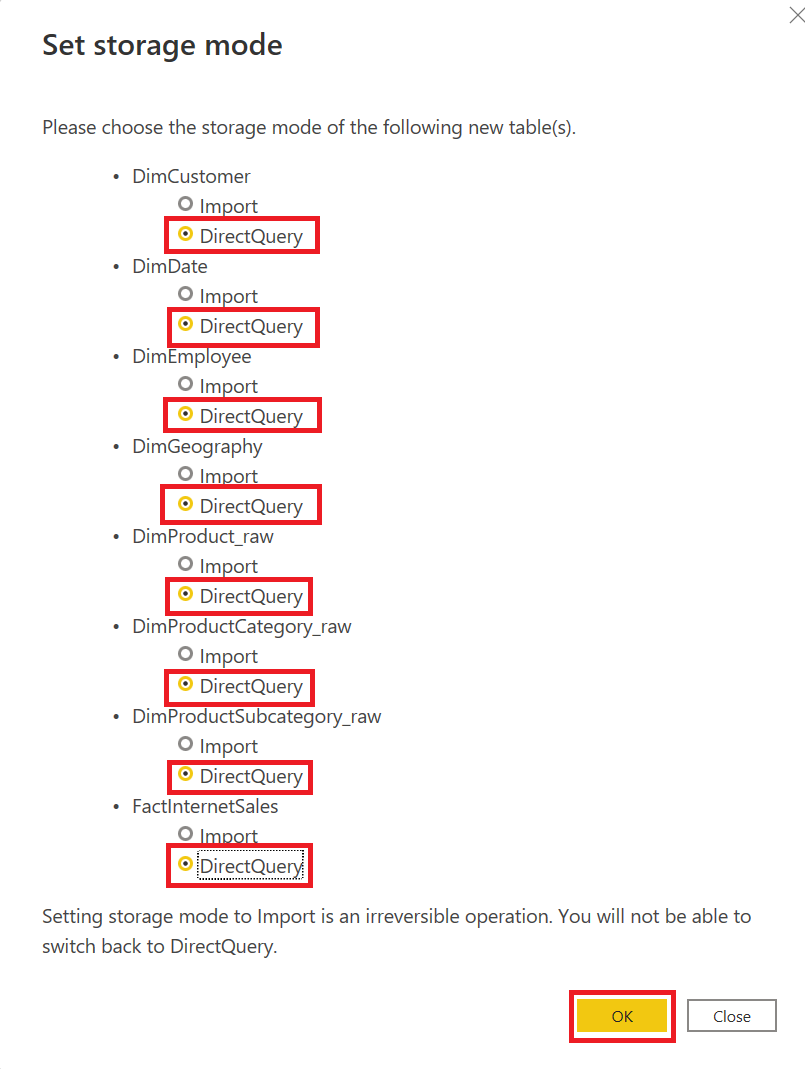 Set storage mode
Please choose the storage mode of the following new table(s).
• DimCustomer
Import
DirectQuery
• DimDate
Import
DirectQuery
• DimEmployee
Import
DirectQuery
• DimGeography
Import
DirectQuery
• DimProduct_raw
Import
DirectQuery
• DimProductCategory_raw
Import
DirectQuery
• DimProductSubcategory_raw
Import
DirectQuery
• FactInternetSales
Import
DirectQuery
Setting storage mode to Import is an irreversible operation. You will not be able to
switch back to DirectQuery.
OK Close